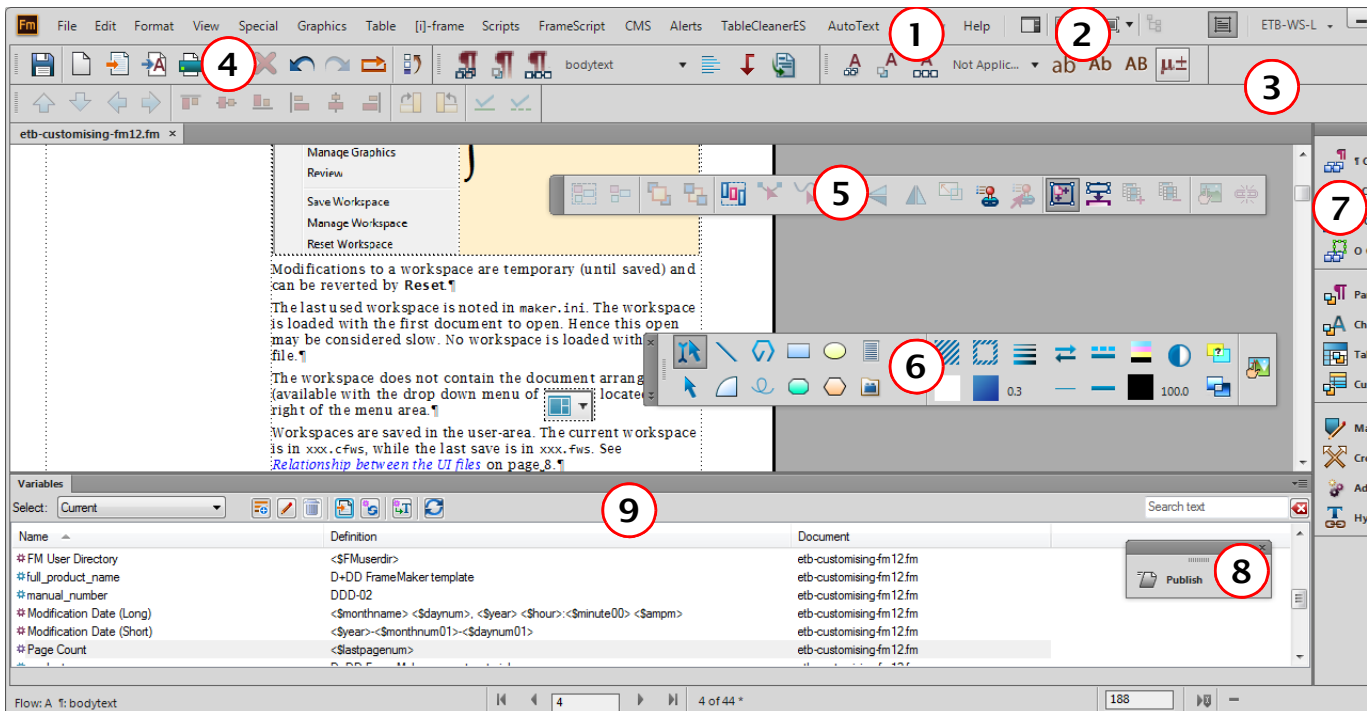 Fm File Edit Format View Special Graphics Table [i]-frame Scripts FrameScript CMS Alerts TableCleanerES AutoText 1 Help 2 ETB-WS-L
4 bodytext Not Applic... ab Ab AB µ±
3
etb-customising-fm12.fm ×
Manage Graphics
Review
Save Workspace
Manage Workspace
Reset Workspace
5
7
Modifications to a workspace are temporary (until saved) and
can be reverted by Reset.¶
The last used workspace is noted in maker.ini. The workspace
is loaded with the first document to open. Hence this open
may be considered slow. No workspace is loaded with
file.¶
The workspace does not contain the document arrang
(available with the drop down menu of locate
right of the menu area.¶
Workspaces are saved in the user-area. The current workspace
is in xxx.cfws, while the last save is in xxx.fws. See
Relationship between the UI files on page 8.¶
6
0.3 100.0
¶ C
O
Pa
Ch
Ta
Cu
Ma
Cre
Ad
Hy
Variables
Select: Current 9 Search text
Name Definition Document
FM User Directory <$FMuserdir> etb-customising-fm12.fm
full_product_name D+DD FrameMaker template etb-customising-fm12.fm
manual_number DDD-02 etb-customising-fm12.fm
Modification Date (Long) <$monthname> <$daynum>, <$year> <$hour>:<$minute00> <$ampm> etb-customising-fm12.fm
Modification Date (Short) <$year>-<$monthnum01>-<$daynum01> etb-customising-fm12.fm
Page Count <$lastpagenum> etb-customising-fm12.fm
Publish 8
Flow: A ¶: bodytext 4 4 of 44 * 188